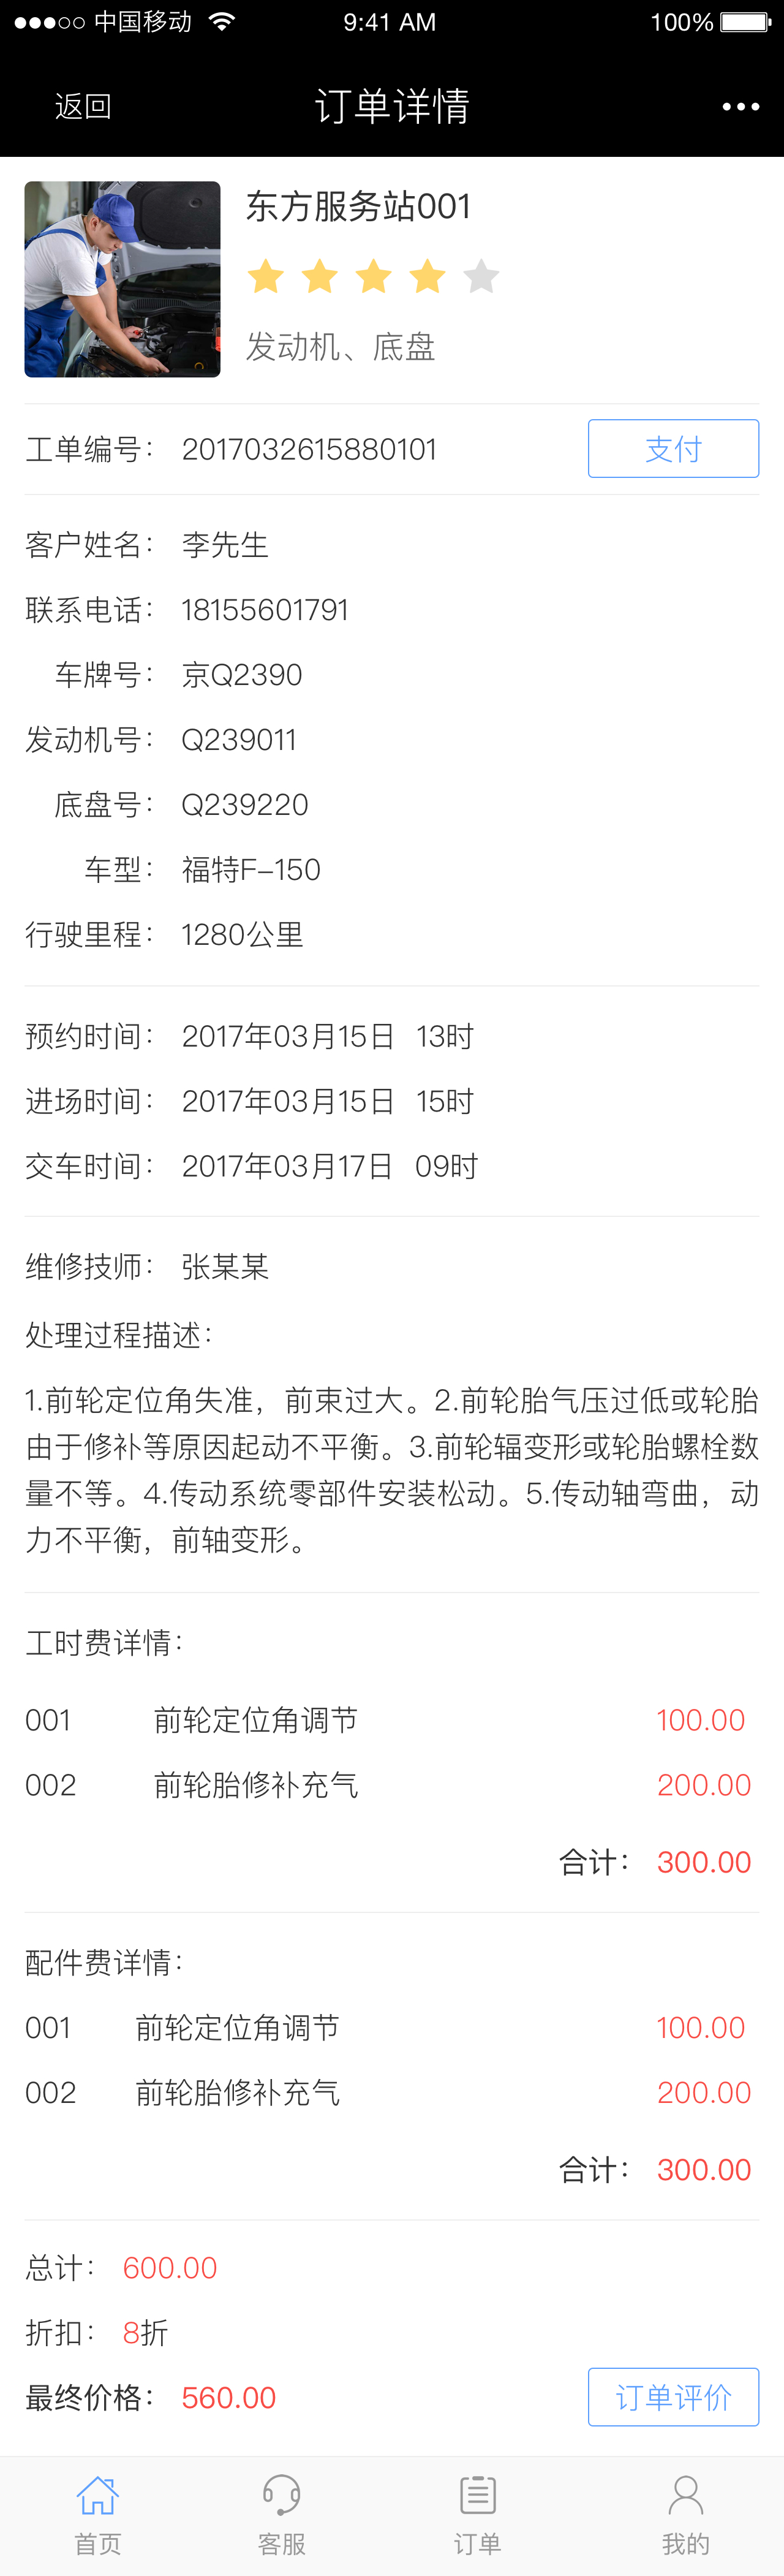 中国移动 9:41 AM 100%
返回 订单详情
东方服务站001
发动机、底盘
工单编号： 2017032615880101 支付
客户姓名： 李先生
联系电话： 18155601791
车牌号： 京Q2390
发动机号： Q239011
底盘号： Q239220
车型： 福特F-150
行驶里程： 1280公里
预约时间： 2017年03月15日 13时
进场时间： 2017年03月15日 15时
交车时间： 2017年03月17日 09时
维修技师： 张某某
处理过程描述：
1.前轮定位角失准，前束过大。2.前轮胎气压过低或轮胎
由于修补等原因起动不平衡。3.前轮辐变形或轮胎螺栓数
量不等。4.传动系统零部件安装松动。5.传动轴弯曲，动
力不平衡，前轴变形。
工时费详情：
001 前轮定位角调节 100.00
002 前轮胎修补充气 200.00
合计： 300.00
配件费详情：
001 前轮定位角调节 100.00
002 前轮胎修补充气 200.00
合计： 300.00
总计： 600.00
折扣： 8折
最终价格： 560.00 订单评价
首页 客服 订单 我的